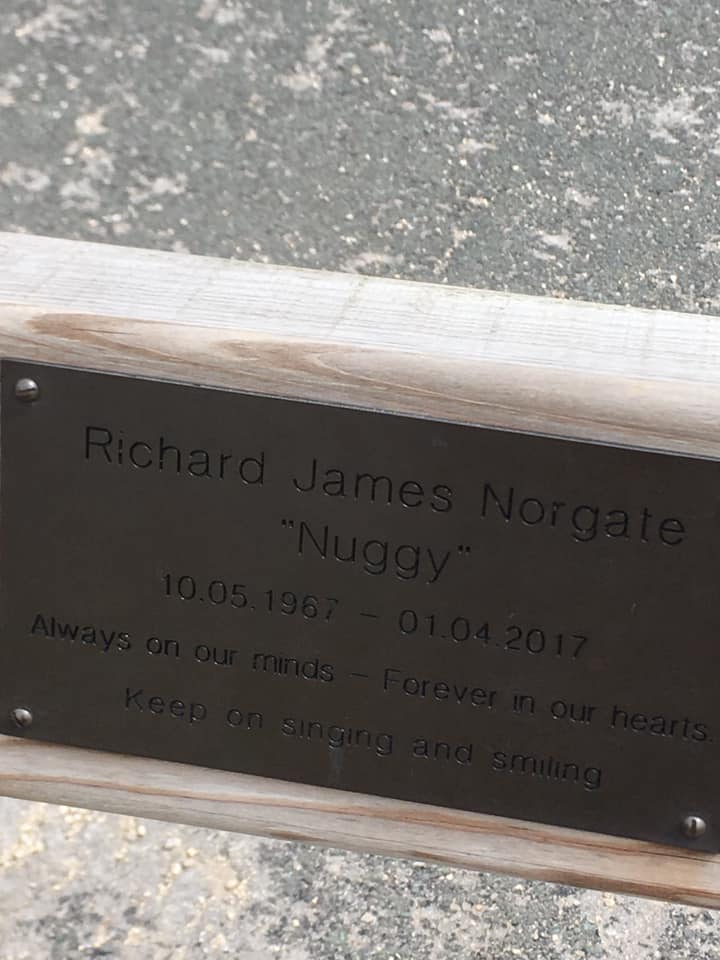 Richard James Norgate
"Nuggy"
10.05.1967 – 01.04.2017
Always on our minds – Forever in our hearts.
Keep on singing and smiling